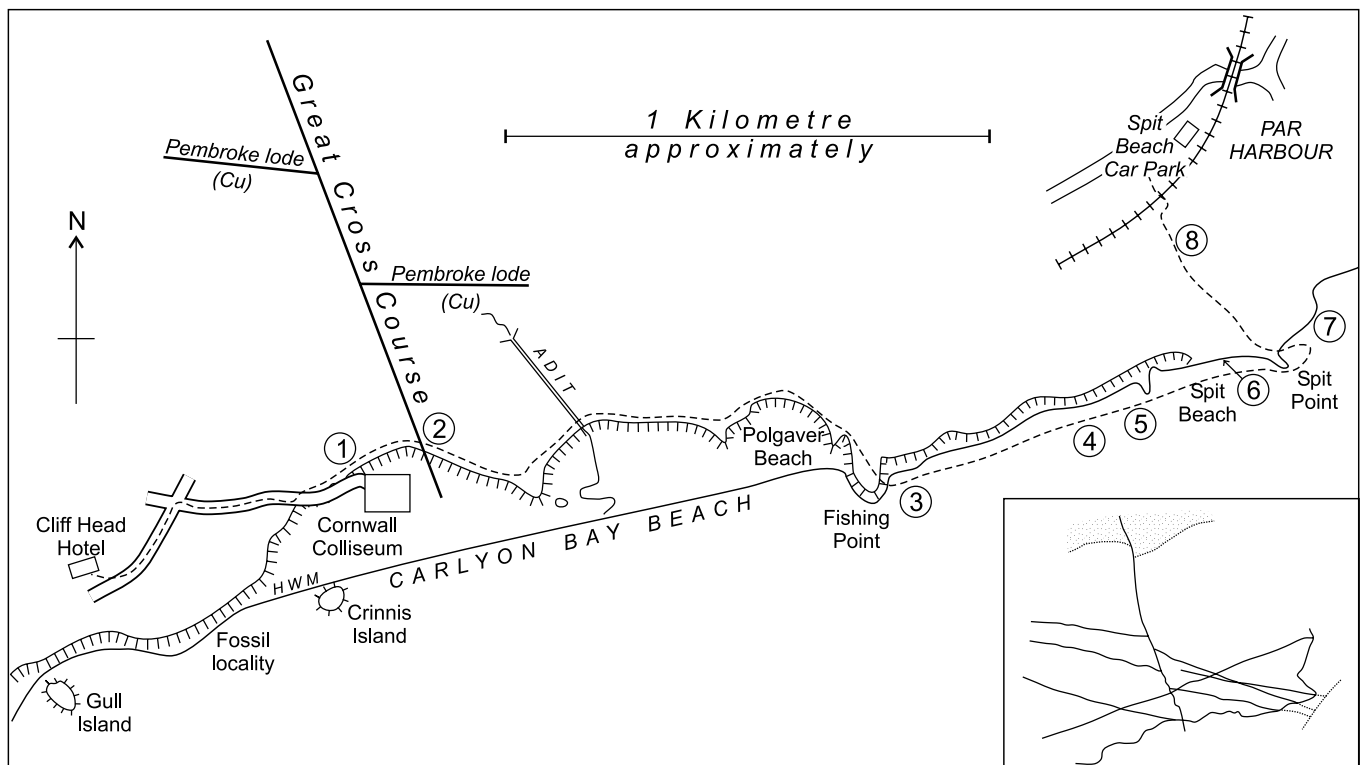 Great Cross Course
Pembroke lode
(Cu)
1 Kilometre
approximately
Spit
Beach
Car Park
PAR
HARBOUR
N
8
Pembroke lode
(Cu)
ADIT
7
1
2
Polgaver
Beach
6
Spit
Point
Spit
Beach
5
4
3
Fishing
Point
Cliff Head
Hotel
Cornwall
Colliseum
CARLYON BAY BEACH
HWM
Crinnis
Island
Fossil
locality
Gull
Island